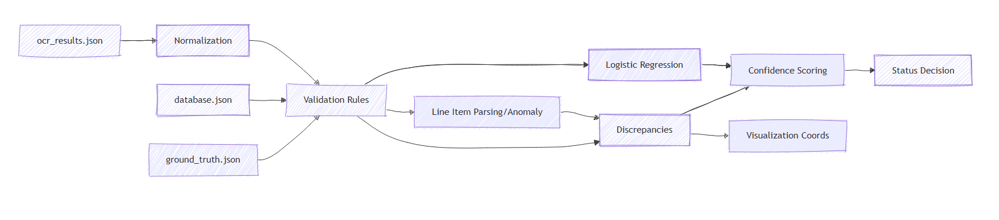 ocr_results.json
Normalization
database.json
ground_truth.json
Validation Rules
Line Item Parsing/Anomaly
Logistic Regression
Discrepancies
Confidence Scoring
Visualization Coords
Status Decision